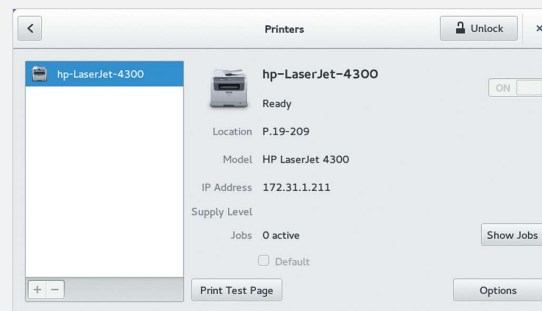 Printers
Unlock
hp-LaserJet-4300
hp-LaserJet-4300
Ready
ON
Location P.19-209
Model HP LaserJet 4300
IP Address 172.31.1.211
Supply Level
Jobs 0 active
Show Jobs
Default
Print Test Page
Options